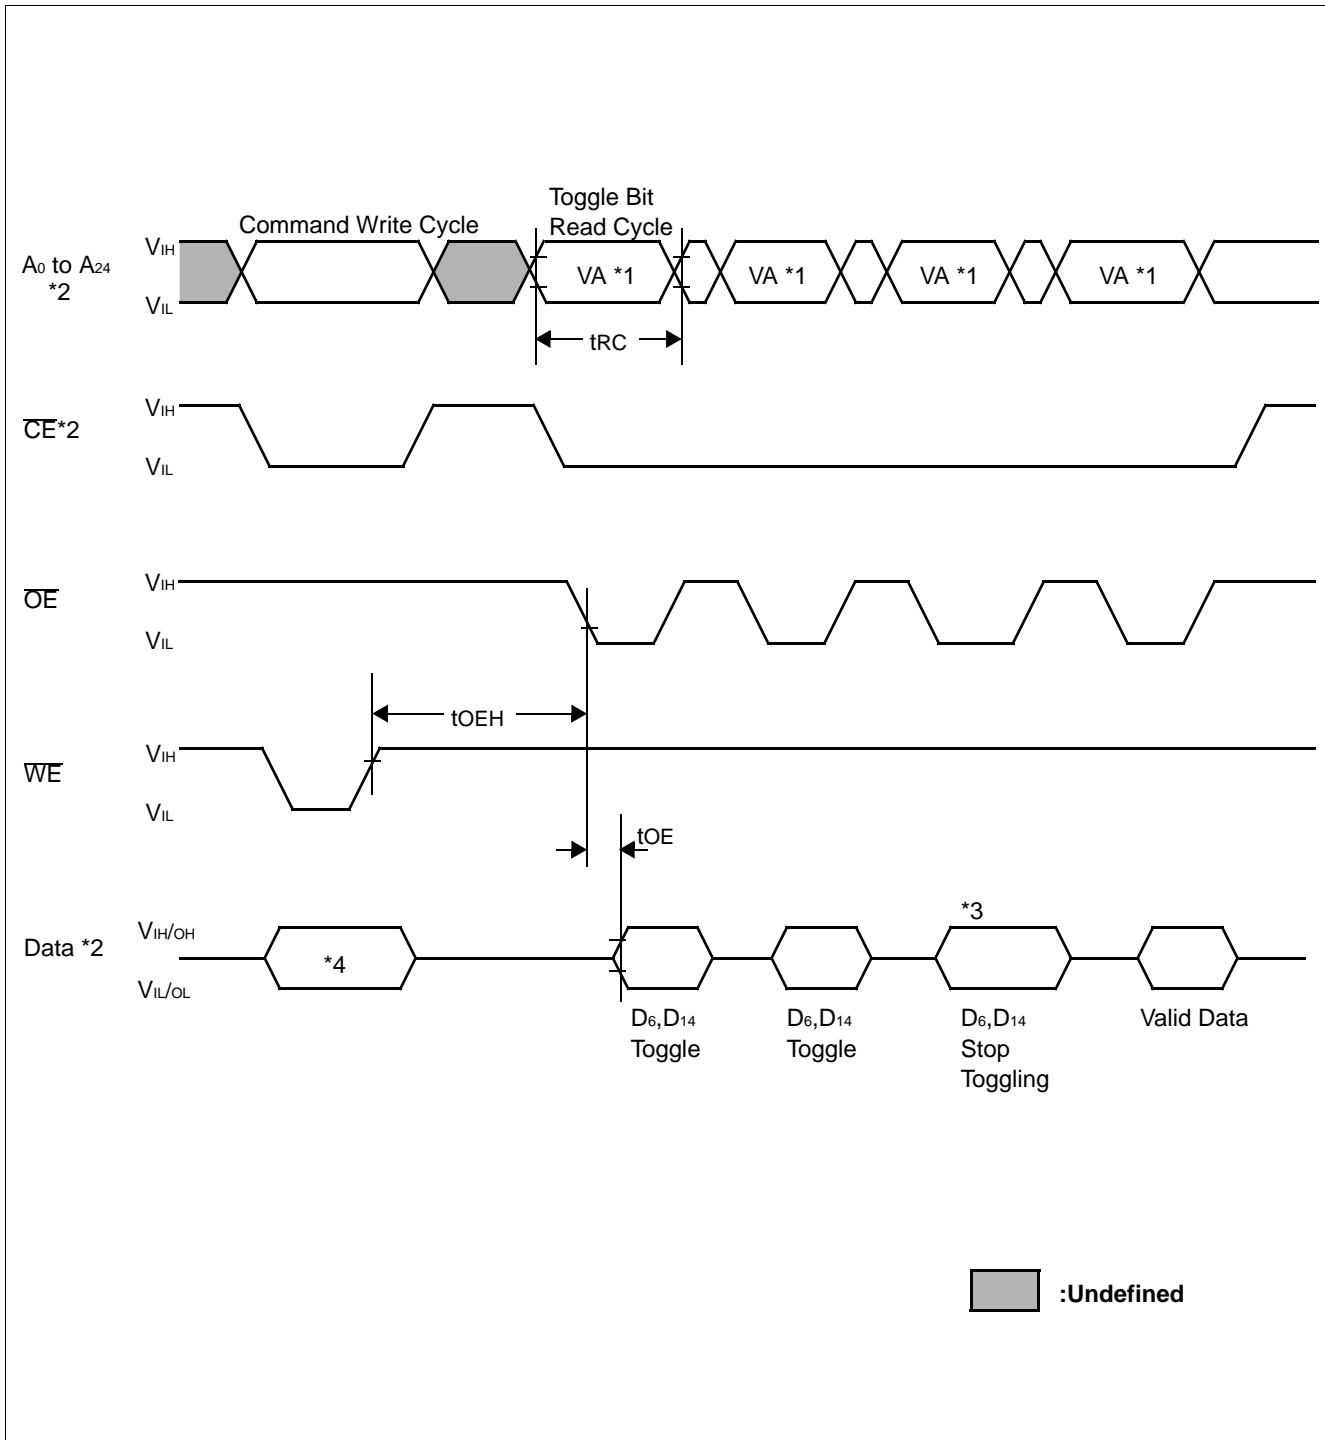 Toggle Bit
Command Write Cycle Read Cycle
A0 to A24
*2
VIH
VIL
VA *1 VA *1 VA *1 VA *1
tRC
CE*2
VIH
VIL
OE
VIH
VIL
tOEH
WE
VIH
VIL
tOE
Data *2
VIH/OH
VIL/OL
*4
*3
D6,D14
Toggle
D6,D14
Toggle
D6,D14
Stop
Toggling
Valid Data
:Undefined